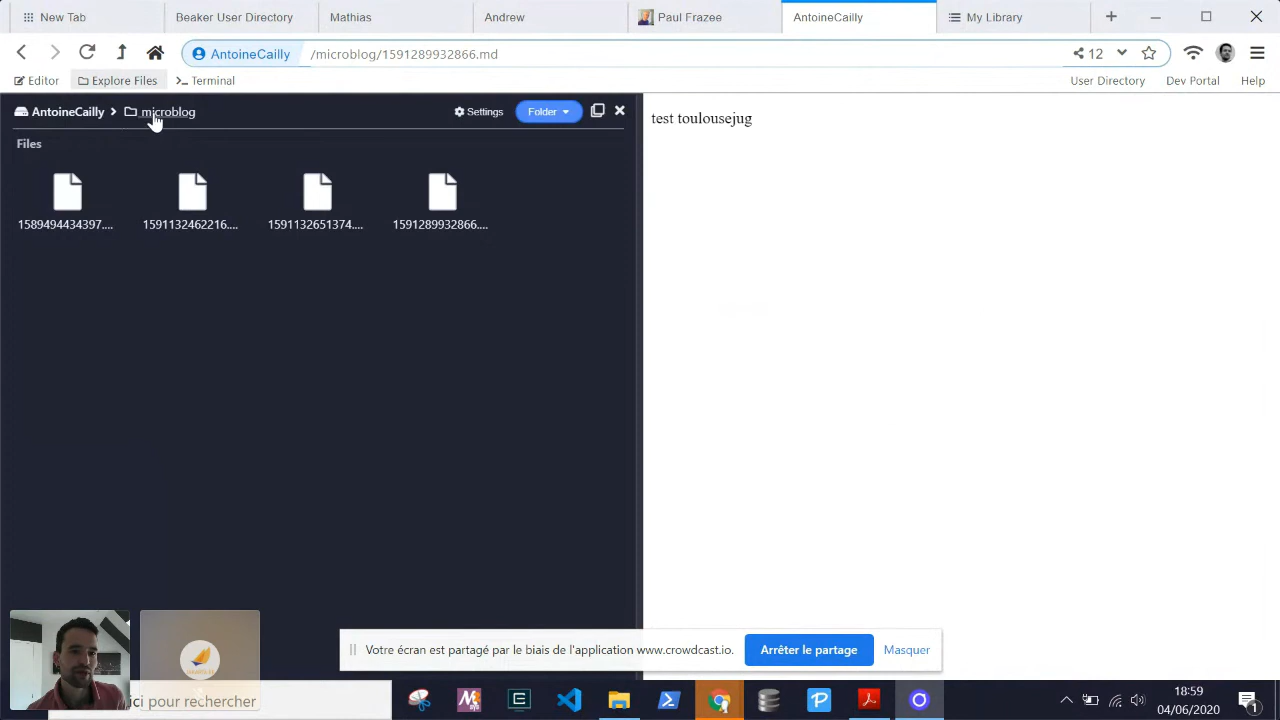 New Tab
Beaker User Directory
Mathias
Andrew
Paul Frazee
AntoineCailly
My Library
AntoineCailly
/microblog/1591289932866.md
12
Editor
Explore Files
Terminal
User Directory
Dev Portal
Help
AntoineCailly
microblog
Settings
Folder
Files
1589494434397....
1591132462216....
1591132651374....
1591289932866....
test toulousejug
Votre écran est partagé par le biais de l'application www.crowdcast.io.
Arrêter le partage
Masquer
ici pour rechercher
18:59
04/06/2020
1